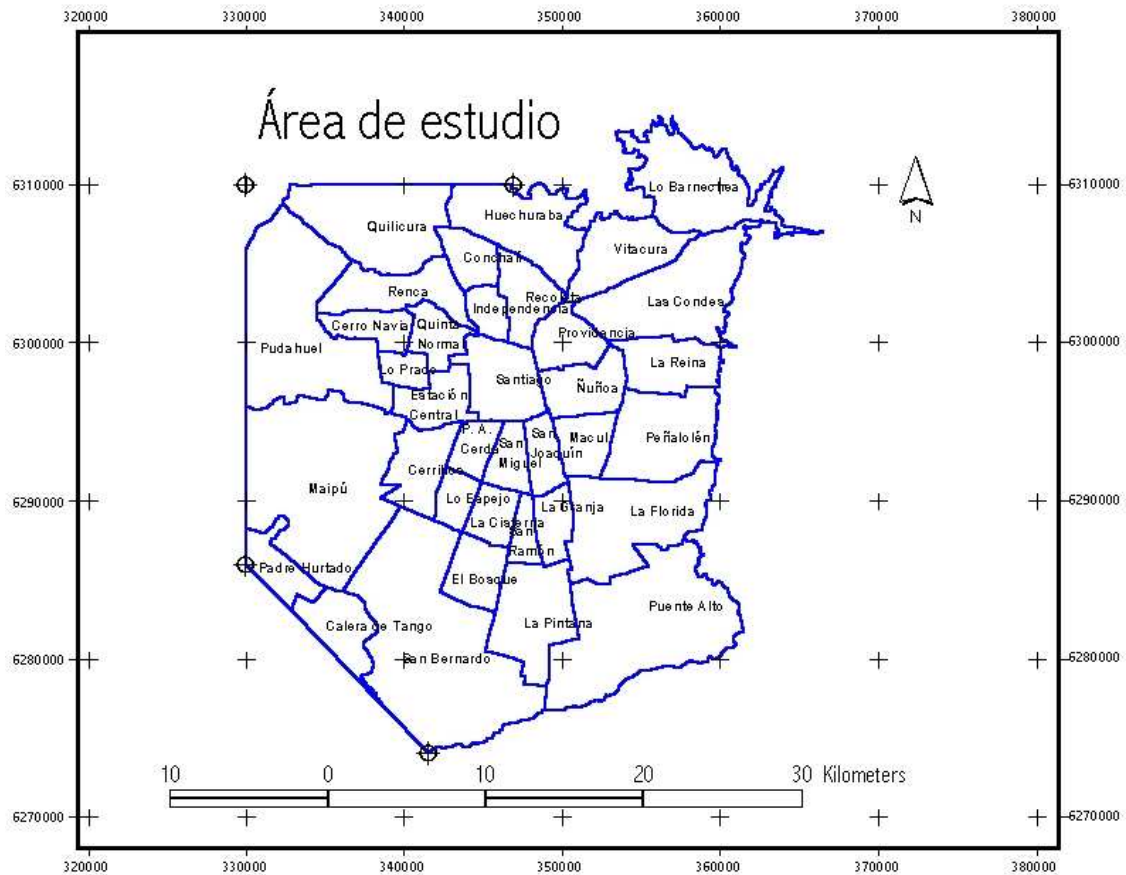 320000 330000 340000 350000 360000 370000 380000
Área de estudio
Lo Barnechea
6310000 6310000
N
Huechuraba
Quilicura
Vitacura
Conchalí
Renca
Recoleta
Las Condes
Independencia
Cerro Navia
Quinta
Normal
Providencia
6300000 6300000
Pudahuel
La Reina
Lo Prado
Santiago
Ñuñoa
Estación
Central
P. A.
Cerda
San
Miguel
San
Joaquín
Macul
Peñalolén
Cerrillos
Maipú
Lo Espejo
6290000 6290000
La Granja
La Florida
La Cisterna
San
Ramón
Padre Hurtado
El Bosque
Puente Alto
Calera de Tango
La Pintana
San Bernardo
6280000 6280000
10 0 10 20 30 Kilometers
6270000 6270000
320000 330000 340000 350000 360000 370000 380000